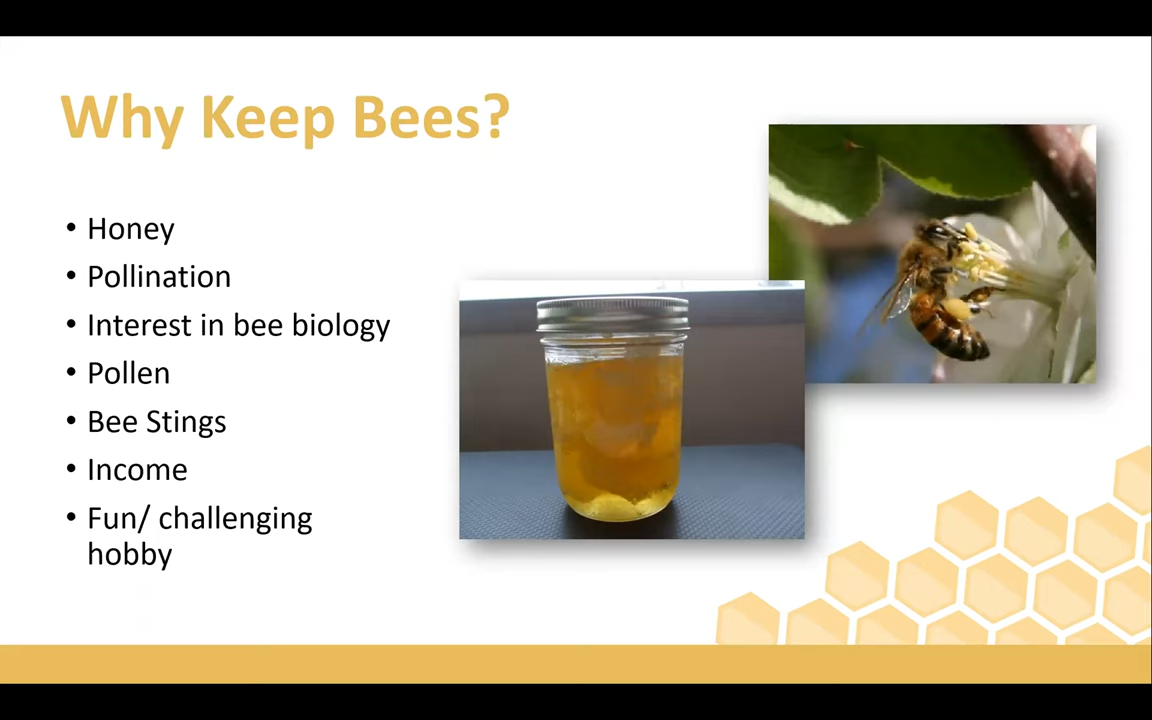 Why Keep Bees?
• Honey
• Pollination
• Interest in bee biology
• Pollen
• Bee Stings
• Income
• Fun/ challenging
hobby